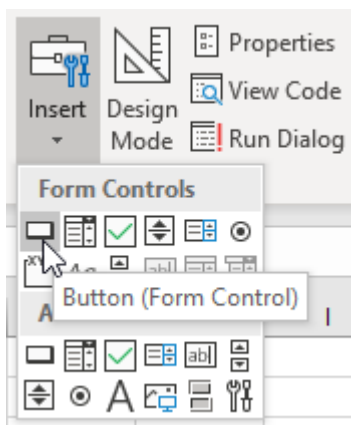 Insert
Design
Mode
Properties
View Code
Run Dialog
Form Controls
Button (Form Control)
A
I